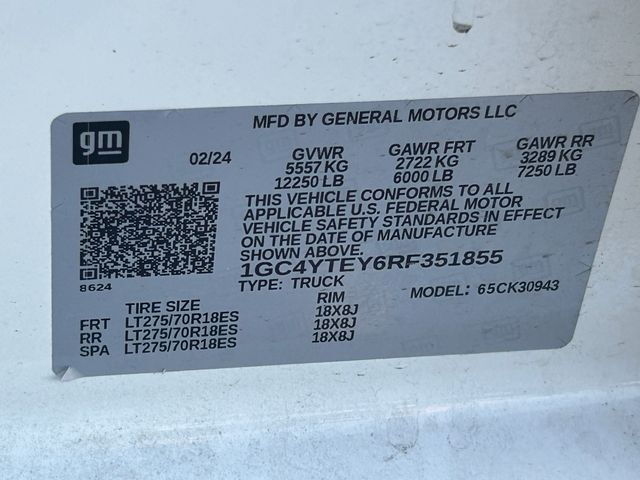 MFD BY GENERAL MOTORS LLC
gm
02/24
GVWR GAWR FRT GAWR RR
5557 KG 2722 KG 3289 KG
12250 LB 6000 LB 7250 LB
THIS VEHICLE CONFORMS TO ALL
APPLICABLE U.S. FEDERAL MOTOR
VEHICLE SAFETY STANDARDS IN EFFECT
ON THE DATE OF MANUFACTURE
SHOWN ABOVE.
1GC4YTEY6RF351855
8624
TYPE: TRUCK MODEL: 65CK30943
TIRE SIZE RIM
FRT LT275/70R18ES 18X8J
RR LT275/70R18ES 18X8J
SPA LT275/70R18ES 18X8J